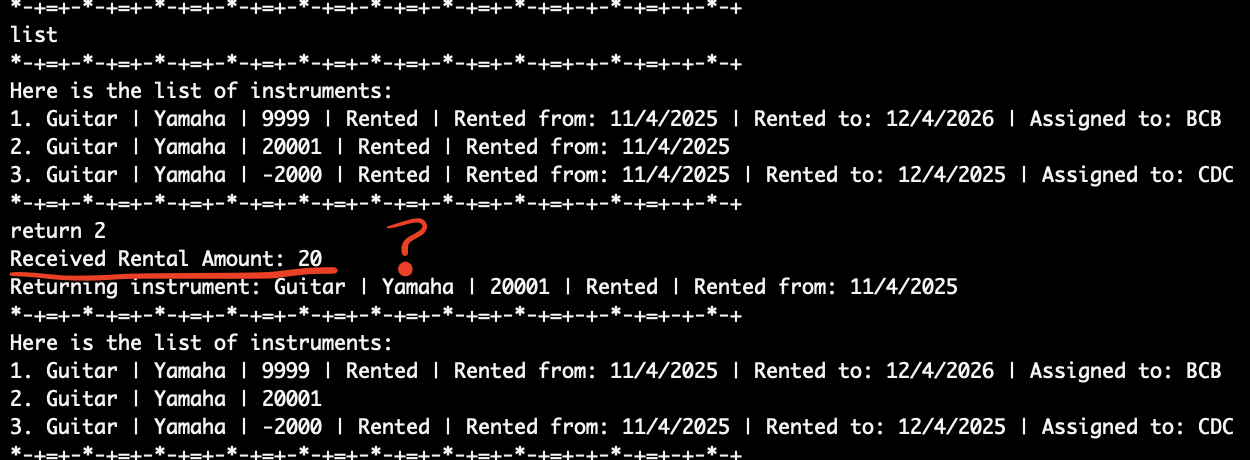 *-+=+-*-+=+-+=+-*-+=+-*-+=+-*-+=+-*-+=+-*-+=+-*-+=+-+-*-+
list
*-+=+-*-+=+-+=+-*-+=+-*-+=+-*-+=+-*-+=+-*-+=+-*-+=+-+-*-+
Here is the list of instruments:
1. Guitar | Yamaha | 9999 | Rented | Rented from: 11/4/2025 | Rented to: 12/4/2026 | Assigned to: BCB
2. Guitar | Yamaha | 20001 | Rented | Rented from: 11/4/2025
3. Guitar | Yamaha | -2000 | Rented | Rented from: 11/4/2025 | Rented to: 12/4/2025 | Assigned to: CDC
*-+=+-*-+=+-+=+-*-+=+-*-+=+-*-+=+-*-+=+-*-+=+-*-+=+-+-*-+
return 2
?
Received Rental Amount: 20
Returning instrument: Guitar | Yamaha | 20001 | Rented | Rented from: 11/4/2025
*-+=+-*-+=+-+=+-*-+=+-*-+=+-*-+=+-*-+=+-*-+=+-*-+=+-+-*-+
Here is the list of instruments:
1. Guitar | Yamaha | 9999 | Rented | Rented from: 11/4/2025 | Rented to: 12/4/2026 | Assigned to: BCB
2. Guitar | Yamaha | 20001
3. Guitar | Yamaha | -2000 | Rented | Rented from: 11/4/2025 | Rented to: 12/4/2025 | Assigned to: CDC
*-+=+-*-+=+-+=+-*-+=+-*-+=+-*-+=+-*-+=+-*-+=+-*-+=+-+-*-+